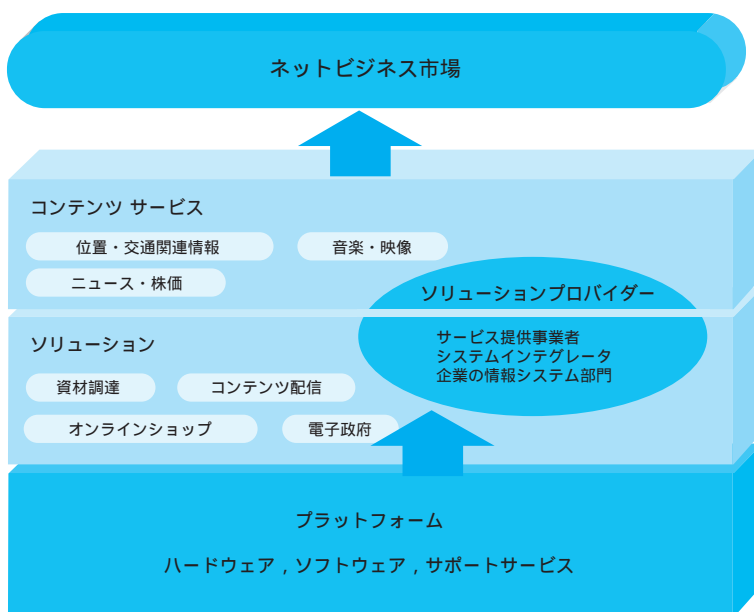 ネットビジネス市場
コンテンツ サービス
位置・交通関連情報
音楽・映像
ニュース・株価
ソリューションプロバイダー
サービス提供事業者
システムインテグレータ
企業の情報システム部門
ソリューション
資材調達
コンテンツ配信
オンラインショップ
電子政府
プラットフォーム
ハードウェア , ソフトウェア , サポートサービス